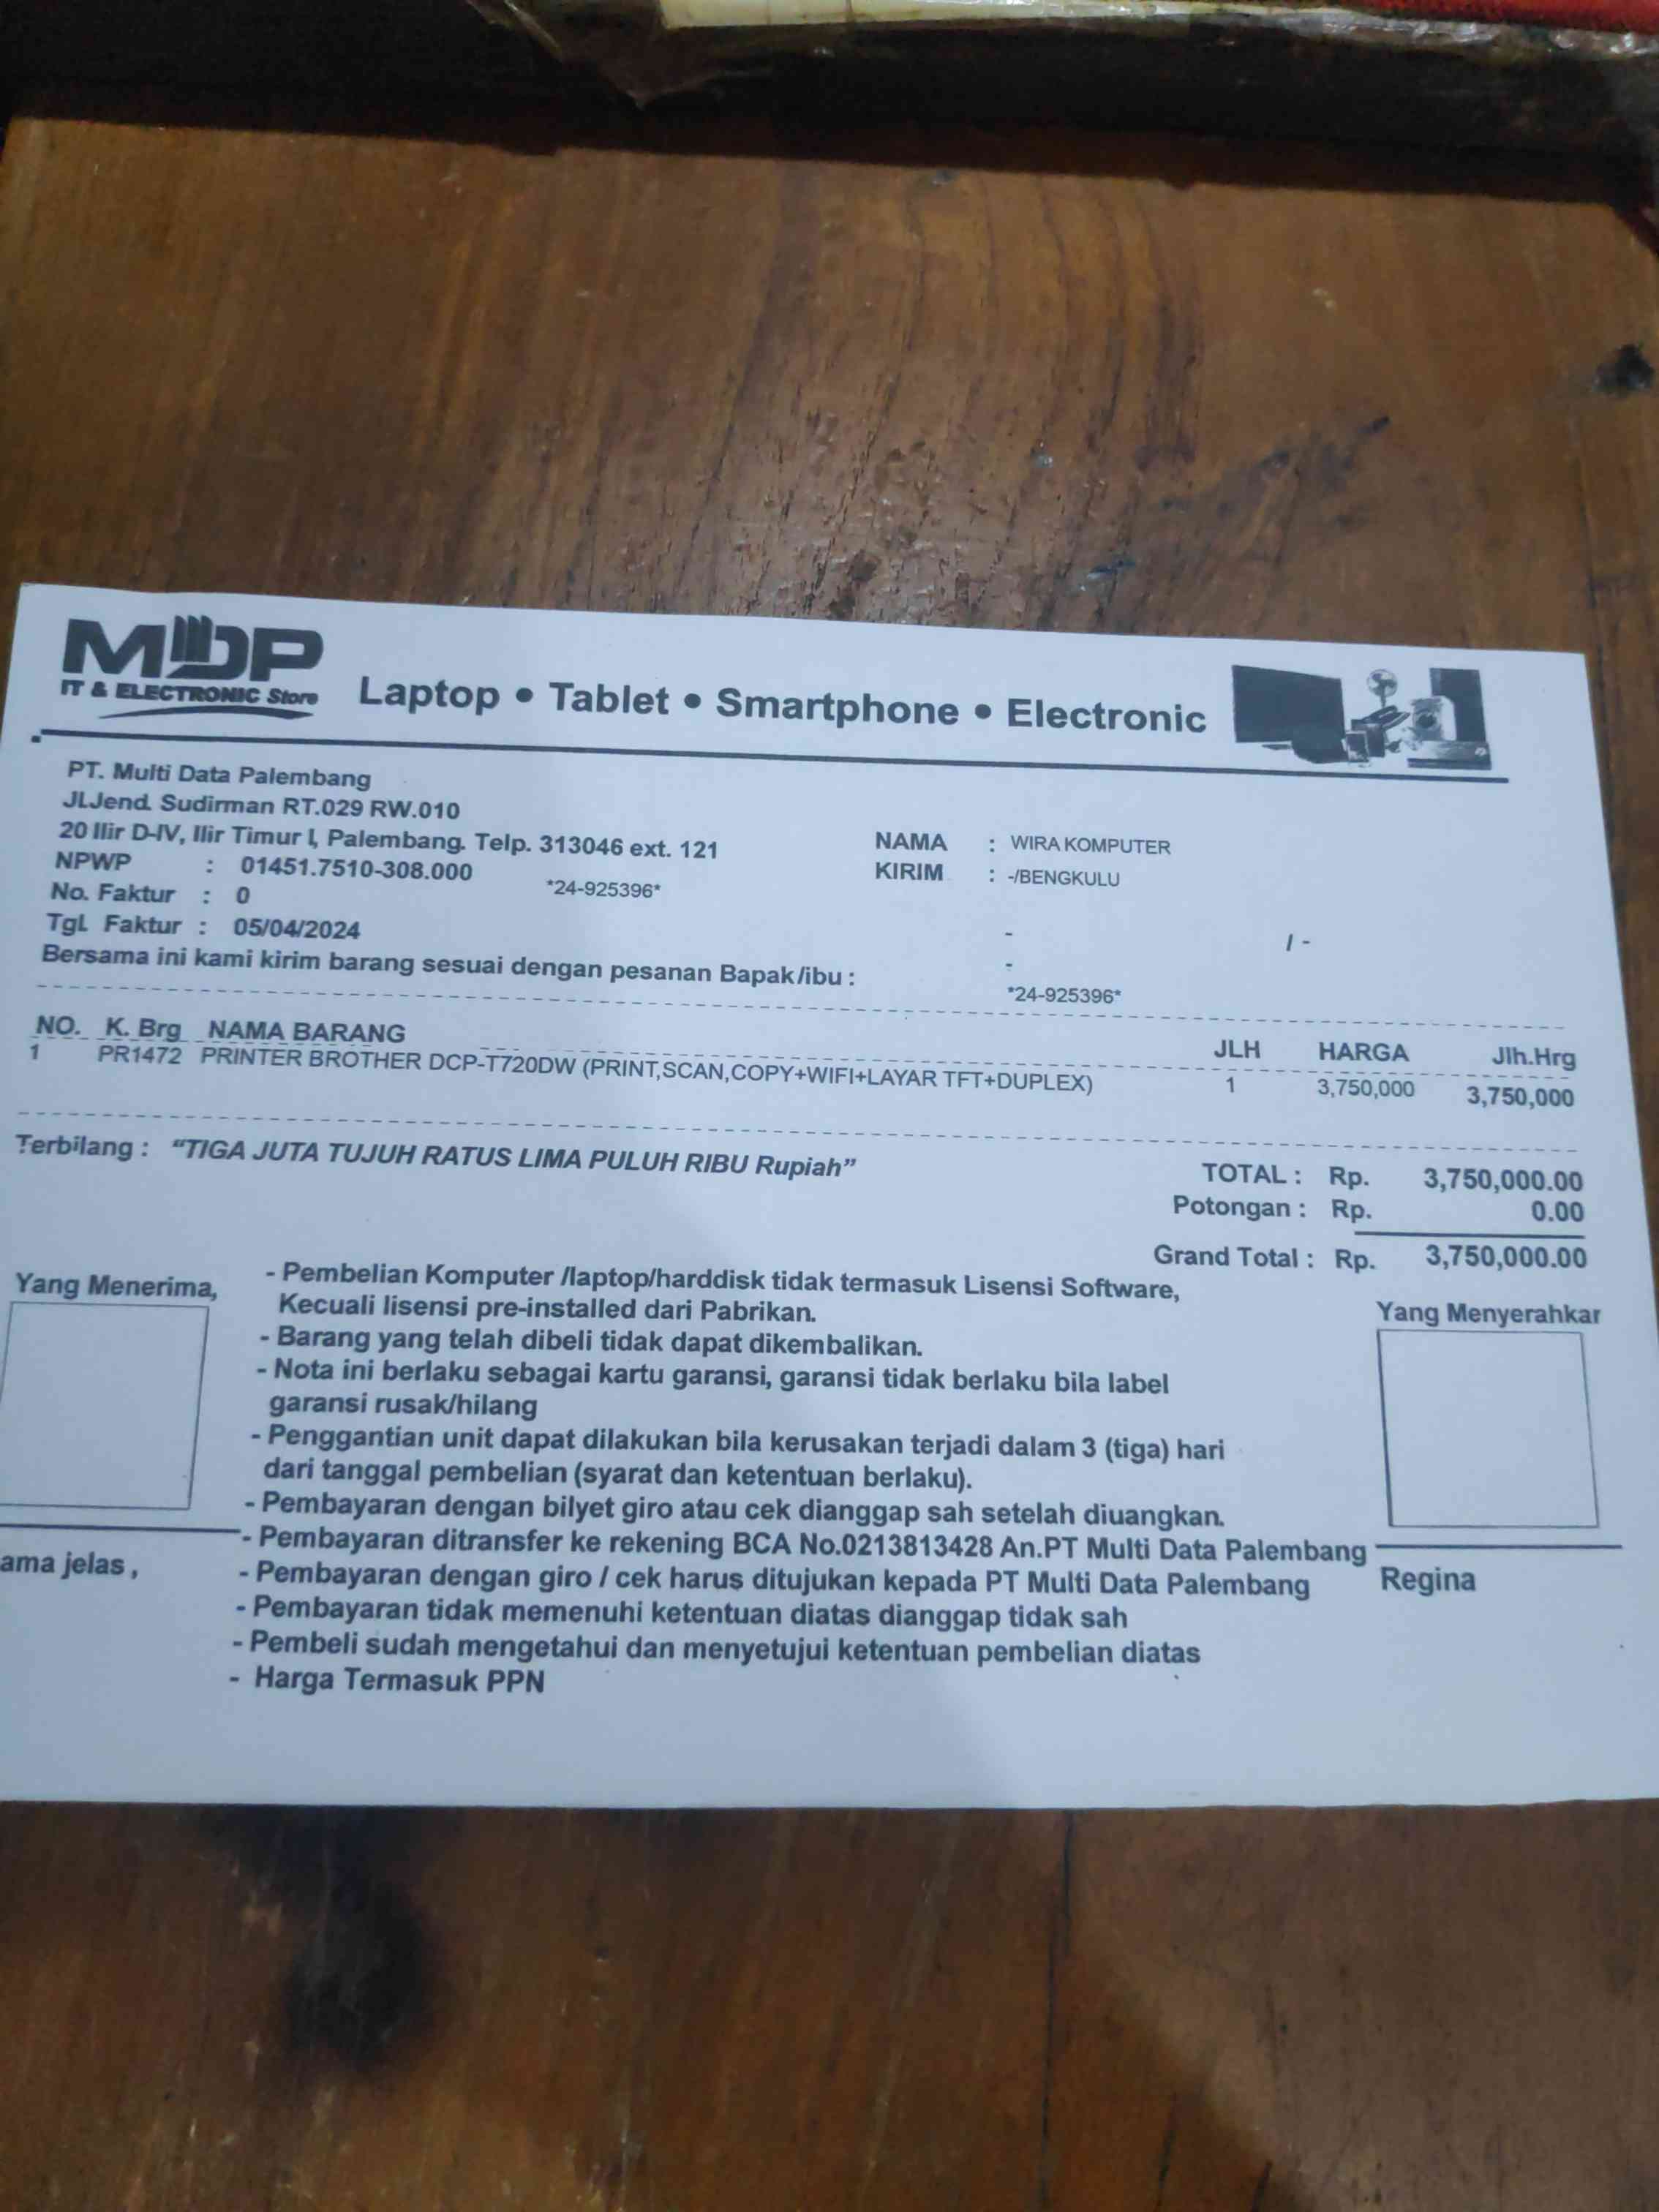 MDP
IT & ELECTRONIC Store
Laptop • Tablet • Smartphone • Electronic
PT. Multi Data Palembang
Jl.Jend. Sudirman RT.029 RW.010
20 Ilir D-IV, Ilir Timur I, Palembang. Telp. 313046 ext. 121
NPWP : 01451.7510-308.000
No. Faktur : 0 *24-925396*
Tgl. Faktur : 05/04/2024
Bersama ini kami kirim barang sesuai dengan pesanan Bapak/ibu :
NAMA : WIRA KOMPUTER
KIRIM : -/BENGKULU
- / -
-
*24-925396*
NO. K. Brg NAMA BARANG JLH HARGA Jlh.Hrg
1 PR1472 PRINTER BROTHER DCP-T720DW (PRINT,SCAN,COPY+WIFI+LAYAR TFT+DUPLEX) 1 3,750,000 3,750,000
Terbilang : "TIGA JUTA TUJUH RATUS LIMA PULUH RIBU Rupiah"
TOTAL : Rp. 3,750,000.00
Potongan : Rp. 0.00
Grand Total : Rp. 3,750,000.00
Yang Menerima,
- Pembelian Komputer /laptop/harddisk tidak termasuk Lisensi Software,
Kecuali lisensi pre-installed dari Pabrikan.
- Barang yang telah dibeli tidak dapat dikembalikan.
- Nota ini berlaku sebagai kartu garansi, garansi tidak berlaku bila label
garansi rusak/hilang
- Penggantian unit dapat dilakukan bila kerusakan terjadi dalam 3 (tiga) hari
dari tanggal pembelian (syarat dan ketentuan berlaku).
- Pembayaran dengan bilyet giro atau cek dianggap sah setelah diuangkan.
- Pembayaran ditransfer ke rekening BCA No.0213813428 An.PT Multi Data Palembang
- Pembayaran dengan giro / cek harus ditujukan kepada PT Multi Data Palembang
- Pembayaran tidak memenuhi ketentuan diatas dianggap tidak sah
- Pembeli sudah mengetahui dan menyetujui ketentuan pembelian diatas
- Harga Termasuk PPN
ama jelas ,
Yang Menyerahkar
Regina